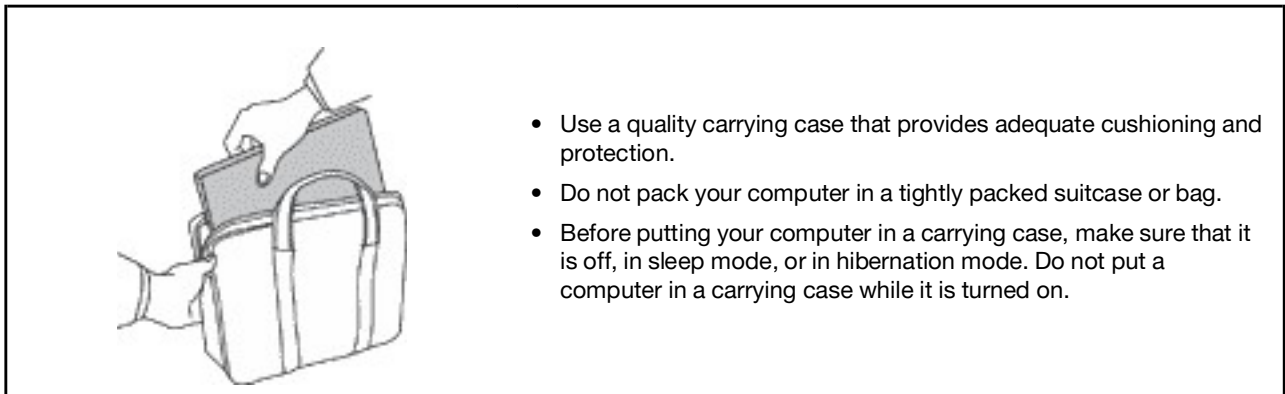 • Use a quality carrying case that provides adequate cushioning and
protection.
• Do not pack your computer in a tightly packed suitcase or bag.
• Before putting your computer in a carrying case, make sure that it
is off, in sleep mode, or in hibernation mode. Do not put a
computer in a carrying case while it is turned on.